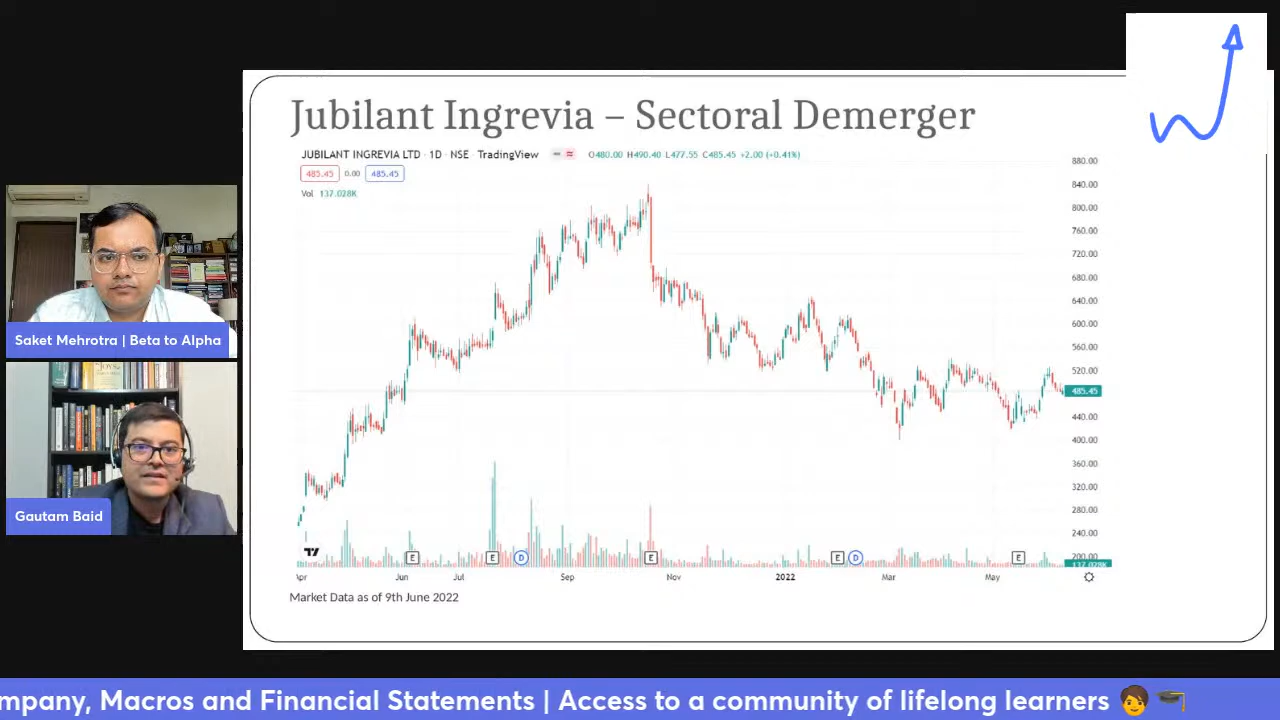 Jubilant Ingrevia – Sectoral Demerger
JUBILANT INGREVIA LTD · 1D · NSE TradingView O480.00 H490.40 L477.55 C485.45 +2.00 (+0.41%)
485.45 0.00 485.45
Vol 137.028K
880.00
840.00
800.00
760.00
720.00
680.00
640.00
600.00
560.00
520.00
485.45
440.00
400.00
360.00
320.00
280.00
240.00
200.00
137.028K
E E D E E D E
Apr Jun Jul Sep Nov 2022 Mar May
Market Data as of 9th June 2022
Saket Mehrotra | Beta to Alpha
Gautam Baid
mpany, Macros and Financial Statements | Access to a community of lifelong learners 🧑 🎓